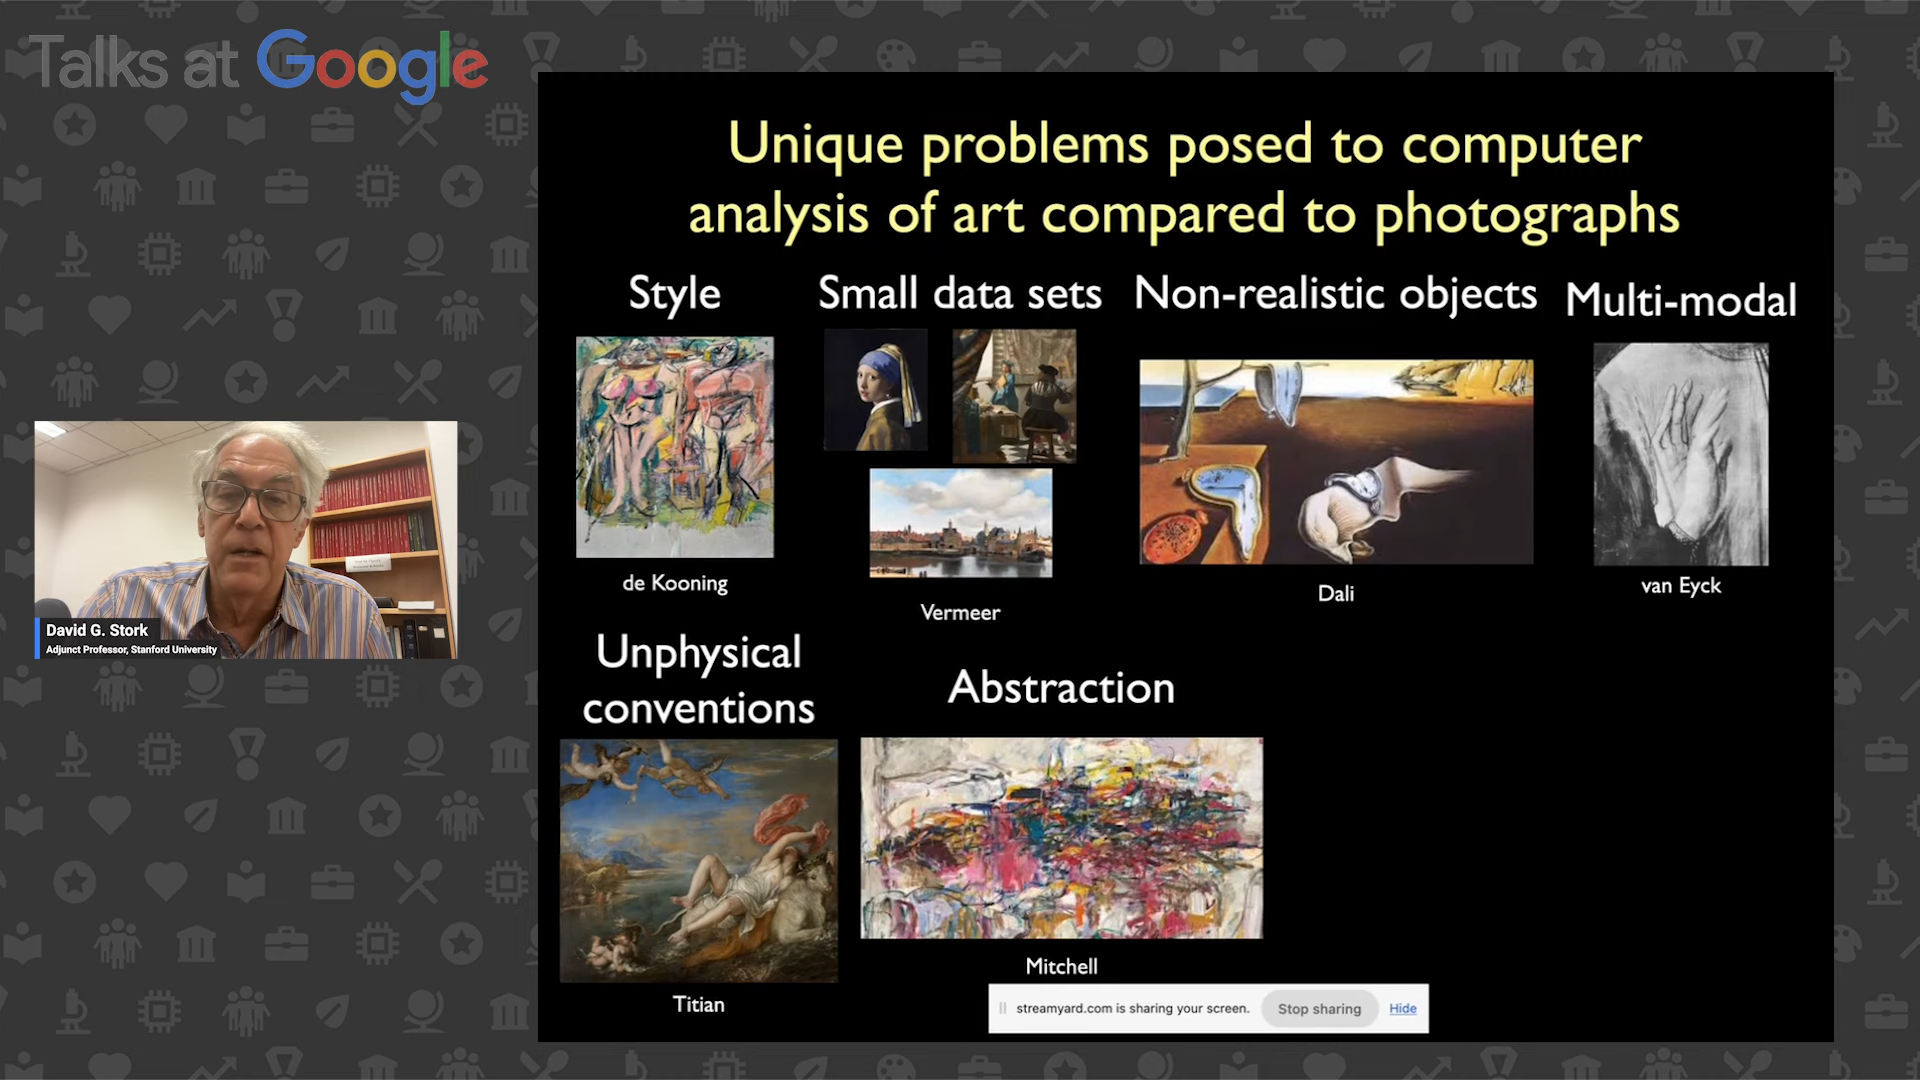 Talks at Google
Unique problems posed to computer
analysis of art compared to photographs
Style
Small data sets
Non-realistic objects
Multi-modal
de Kooning
Vermeer
Dali
van Eyck
David G. Stork
Adjunct Professor, Stanford University
Unphysical
conventions
Abstraction
Titian
Mitchell
streamyard.com is sharing your screen.
Stop sharing
Hide